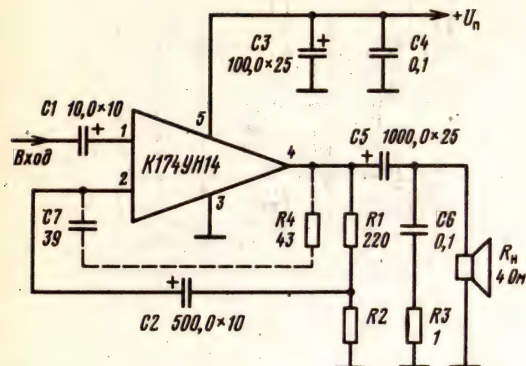 +Uп
C3
100,0×25
C4
0,1
C1 10,0×10
Вход
1
5
К174УН14
2
3
4
C5 1000,0×25
C7
39
R4
43
R1
220
C6
0,1
Rн
4 Ом
C2 500,0×10
R2
R3
1